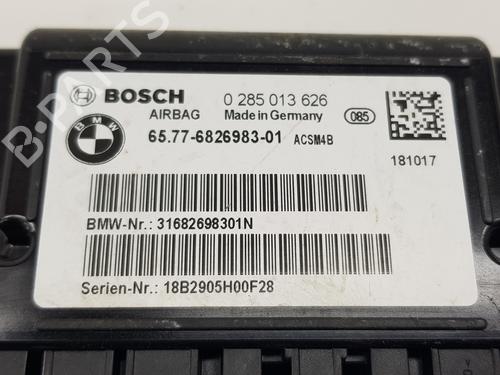 BOSCH 0 285 013 626
AIRBAG Made in Germany 085
BMW 65.77-6826983-01 ACSM4B
181017
BMW-Nr.: 31682698301N
Serien-Nr.: 18B2905H00F28
B-PARTS